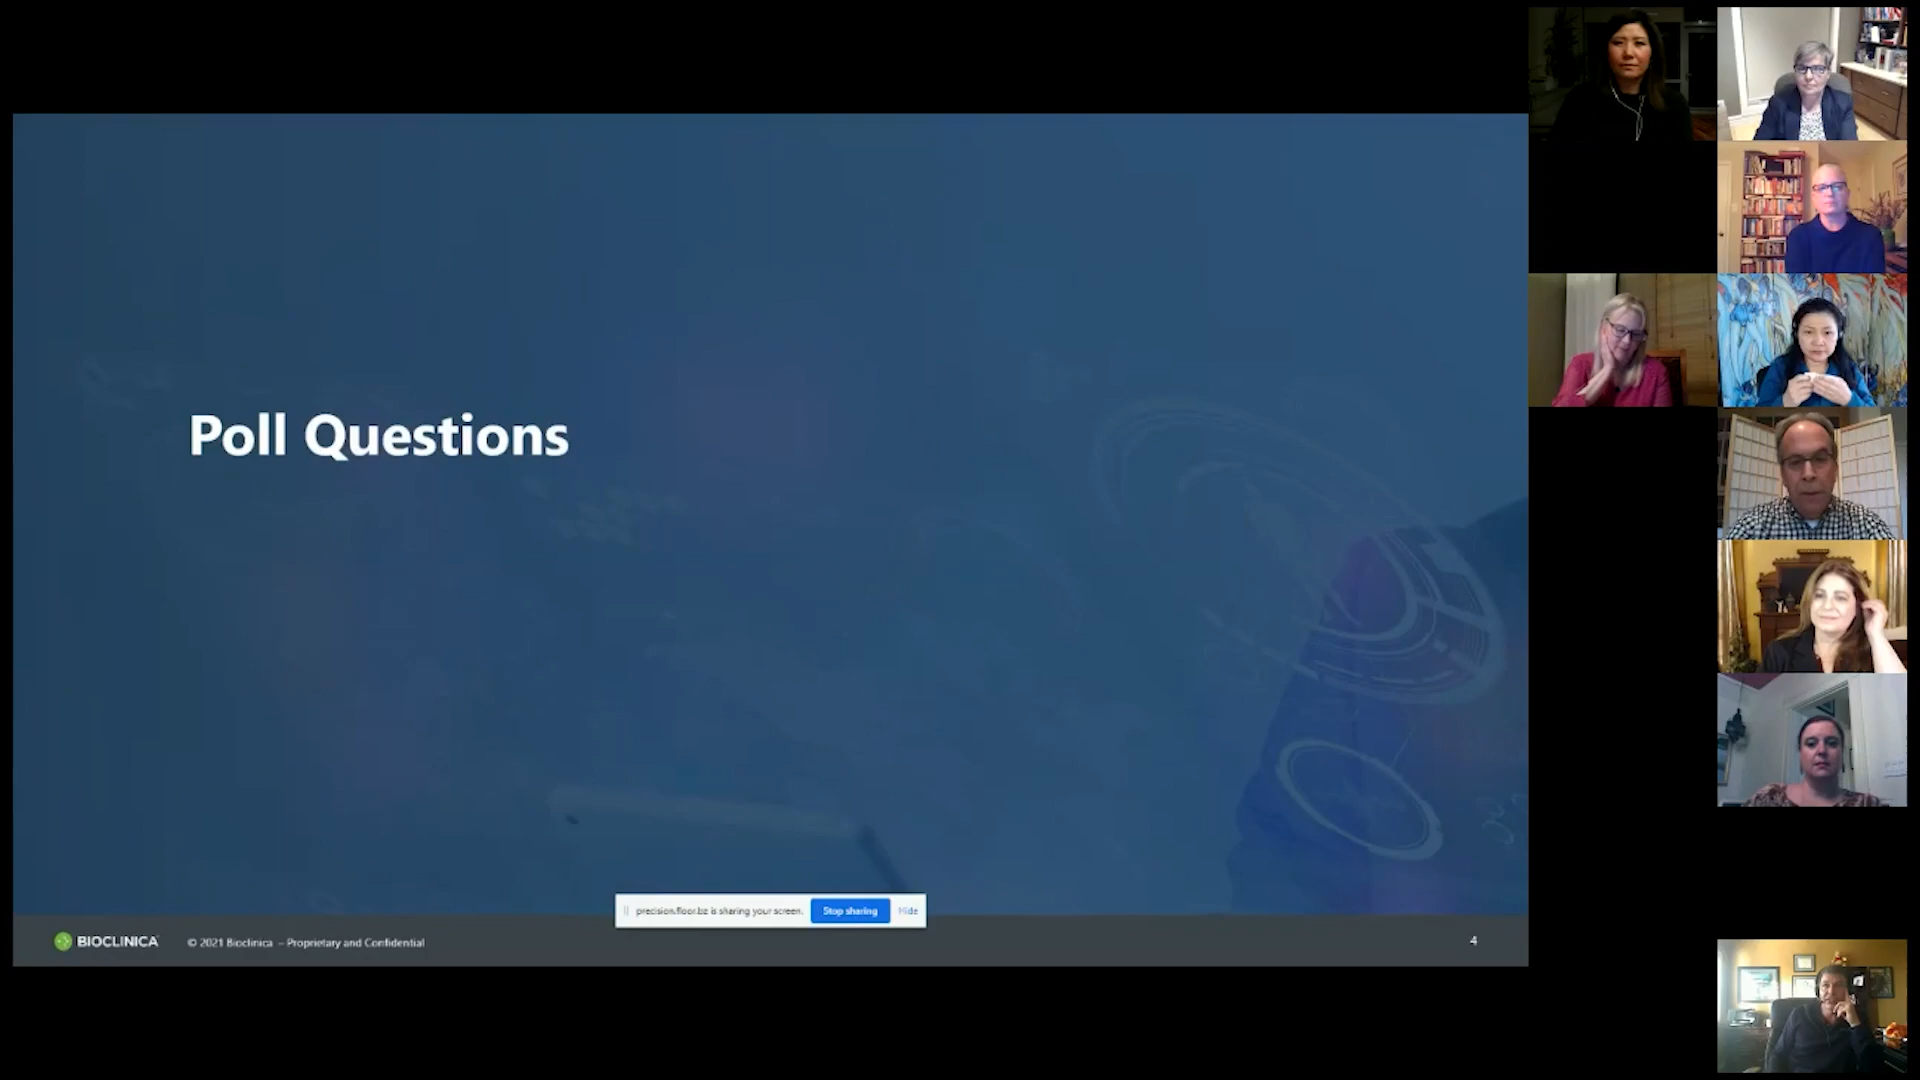 Poll Questions
precision.floor.bz is sharing your screen.
Stop sharing
Hide
BIOCLINICA
© 2021 Bioclinica – Proprietary and Confidential
4